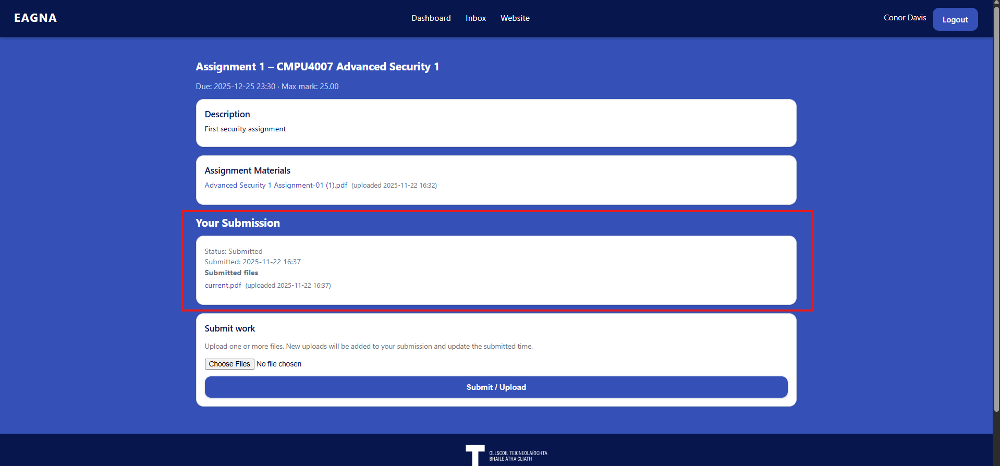 EAGNA
Dashboard Inbox Website
Conor Davis
Logout
Assignment 1 – CMPU4007 Advanced Security 1
Due: 2025-12-25 23:30 · Max mark: 25.00
Description
First security assignment
Assignment Materials
Advanced Security 1 Assignment-01 (1).pdf (uploaded 2025-11-22 16:32)
Your Submission
Status: Submitted
Submitted: 2025-11-22 16:37
Submitted files
current.pdf (uploaded 2025-11-22 16:37)
Submit work
Upload one or more files. New uploads will be added to your submission and update the submitted time.
Choose Files No file chosen
Submit / Upload
OLLSCOIL TEICNEOLAÍOCHTA
BHAILE ÁTHA CLIATH